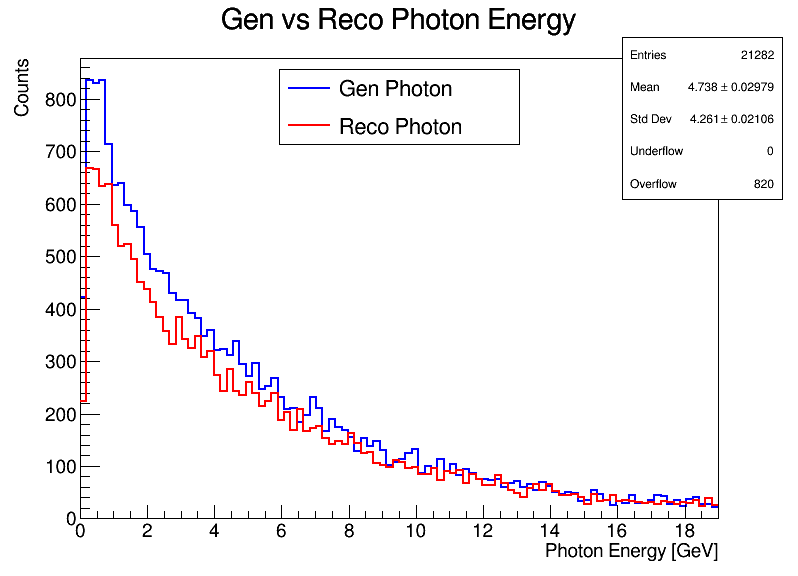 Gen vs Reco Photon Energy
Counts
Entries 21282
Mean 4.738 ± 0.02979
Std Dev 4.261 ± 0.02106
Underflow 0
Overflow 820
Gen Photon
Reco Photon
800
700
600
500
400
300
200
100
0
0 2 4 6 8 10 12 14 16 18
Photon Energy [GeV]